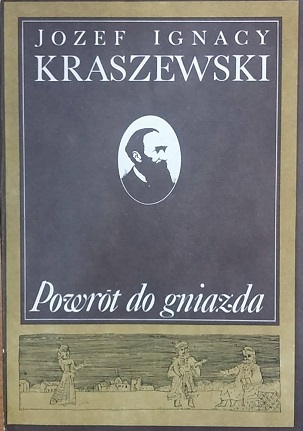 JOZEF IGNACY
KRASZEWSKI
Powrót do gniazda